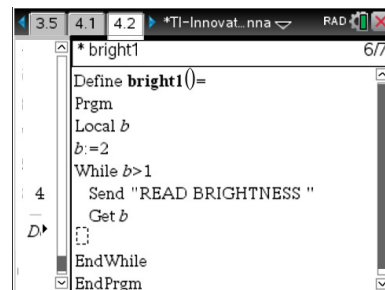 3.5 4.1 4.2 *TI-Innovat...nna RAD
* bright1 6/7
Define bright1()=
Prgm
Local b
b:=2
While b>1
4 Send "READ BRIGHTNESS "
Get b
D
EndWhile
EndPrgm